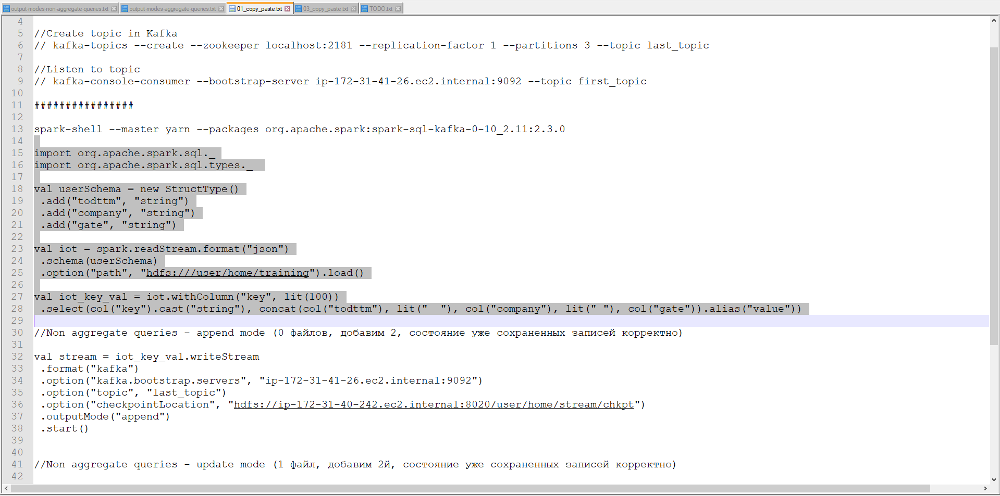 output-modes-non-aggregate-queries.txt output-modes-aggregate-queries.txt 01_copy_paste.txt 03_copy_paste.txt TODO.txt
4
5 //Create topic in Kafka
6 // kafka-topics --create --zookeeper localhost:2181 --replication-factor 1 --partitions 3 --topic last_topic
7
8 //Listen to topic
9 // kafka-console-consumer --bootstrap-server ip-172-31-41-26.ec2.internal:9092 --topic first_topic
10
11 ################
12
13 spark-shell --master yarn --packages org.apache.spark:spark-sql-kafka-0-10_2.11:2.3.0
14
15 import org.apache.spark.sql._
16 import org.apache.spark.sql.types._
17
18 val userSchema = new StructType()
19  .add("todttm", "string")
20  .add("company", "string")
21  .add("gate", "string")
22
23 val iot = spark.readStream.format("json")
24  .schema(userSchema)
25  .option("path", "hdfs:///user/home/training").load()
26
27 val iot_key_val = iot.withColumn("key", lit(100))
28  .select(col("key").cast("string"), concat(col("todttm"), lit("  "), col("company"), lit(" "), col("gate")).alias("value"))
29
30 //Non aggregate queries - append mode (0 файлов, добавим 2, состояние уже сохраненных записей корректно)
31
32 val stream = iot_key_val.writeStream
33  .format("kafka")
34  .option("kafka.bootstrap.servers", "ip-172-31-41-26.ec2.internal:9092")
35  .option("topic", "last_topic")
36  .option("checkpointLocation", "hdfs://ip-172-31-40-242.ec2.internal:8020/user/home/stream/chkpt")
37  .outputMode("append")
38  .start()
39
40
41 //Non aggregate queries - update mode (1 файл, добавим 2й, состояние уже сохраненных записей корректно)
42